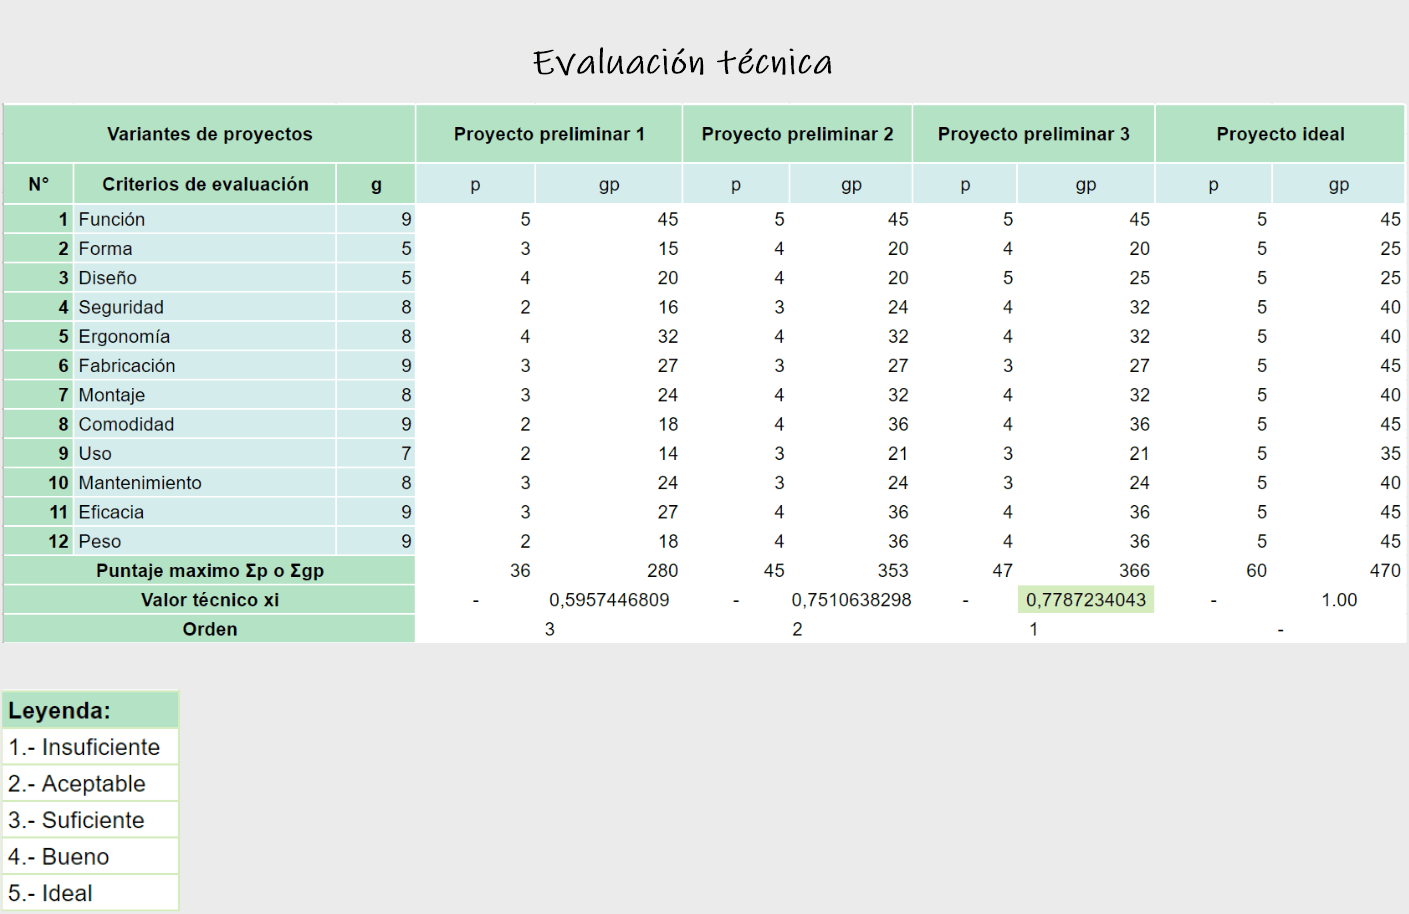 Evaluación técnica
Variantes de proyectos Proyecto preliminar 1 Proyecto preliminar 2 Proyecto preliminar 3 Proyecto ideal
N° Criterios de evaluación g p gp p gp p gp p gp
1 Función 9 5 45 5 45 5 45 5 45
2 Forma 5 3 15 4 20 4 20 5 25
3 Diseño 5 4 20 4 20 5 25 5 25
4 Seguridad 8 2 16 3 24 4 32 5 40
5 Ergonomía 8 4 32 4 32 4 32 5 40
6 Fabricación 9 3 27 3 27 3 27 5 45
7 Montaje 8 3 24 4 32 4 32 5 40
8 Comodidad 9 2 18 4 36 4 36 5 45
9 Uso 7 2 14 3 21 3 21 5 35
10 Mantenimiento 8 3 24 3 24 3 24 5 40
11 Eficacia 9 3 27 4 36 4 36 5 45
12 Peso 9 2 18 4 36 4 36 5 45
Puntaje maximo Σp o Σgp 36 280 45 353 47 366 60 470
Valor técnico xi - 0,5957446809 - 0,7510638298 - 0,7787234043 - 1.00
Orden 3 2 1 -
Leyenda:
1.- Insuficiente
2.- Aceptable
3.- Suficiente
4.- Bueno
5.- Ideal